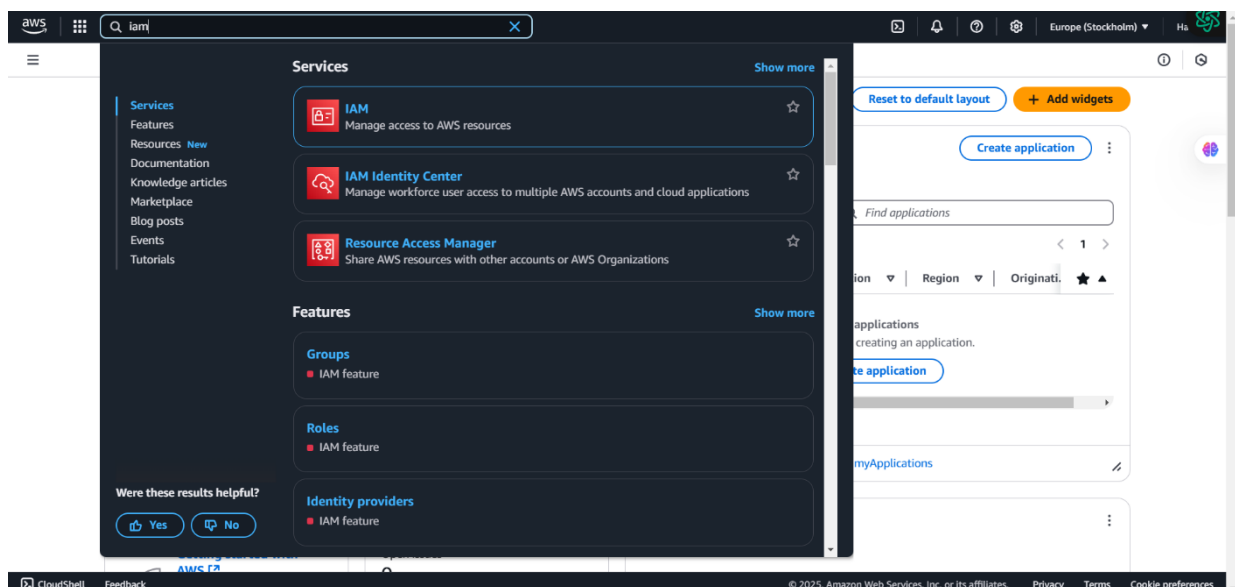 aws
iam
Europe (Stockholm)
Ha
Services
Show more
Services
Features
Resources New
Documentation
Knowledge articles
Marketplace
Blog posts
Events
Tutorials
IAM
Manage access to AWS resources
IAM Identity Center
Manage workforce user access to multiple AWS accounts and cloud applications
Resource Access Manager
Share AWS resources with other accounts or AWS Organizations
Features
Show more
Groups
IAM feature
Roles
IAM feature
Identity providers
IAM feature
Were these results helpful?
Yes
No
Reset to default layout
+ Add widgets
Create application
Find applications
1
ion
Region
Originati.
applications
creating an application.
te application
myApplications
AWS
CloudShell
Feedback
© 2025, Amazon Web Services, Inc. or its affiliates.
Privacy
Terms
Cookie preferences